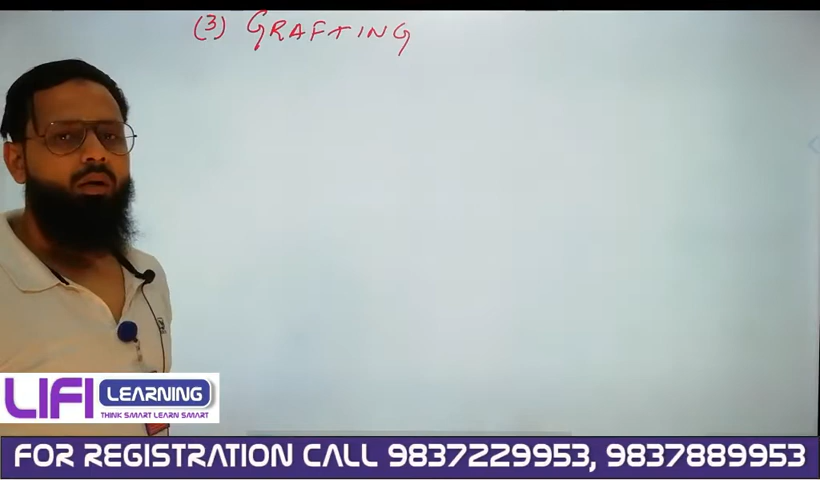 (3) GRAFTING
LIFI LEARNING
THINK SMART LEARN SMART
FOR REGISTRATION CALL 9837229953, 9837889953